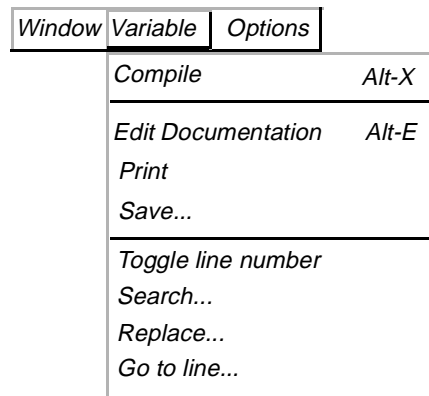 Window Variable Options
Compile Alt-X
Edit Documentation Alt-E
Print
Save...
Toggle line number
Search...
Replace...
Go to line...